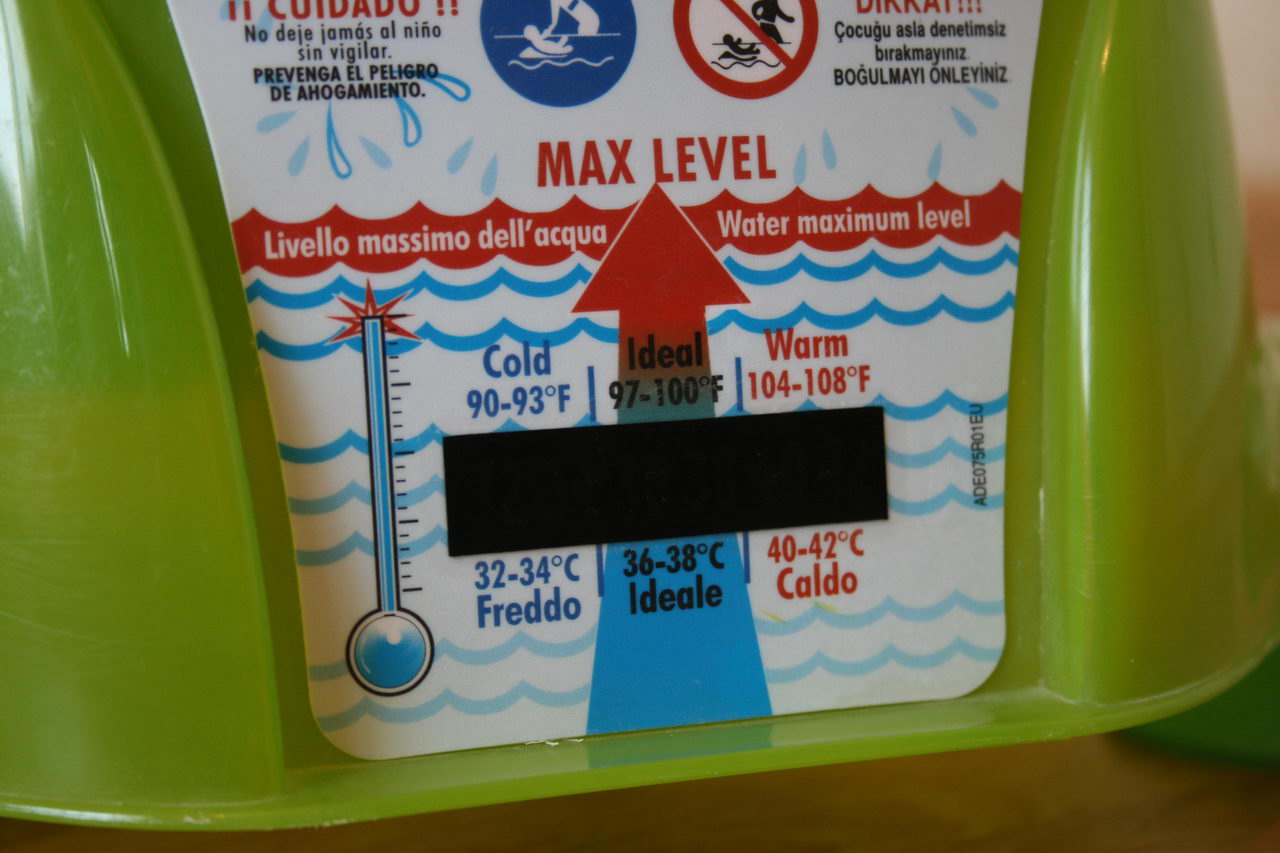 ¡¡ CUIDADO !!
No deje jamás al niño
sin vigilar.
PREVENGA EL PELIGRO
DE AHOGAMIENTO.
DİKKAT!!!
Çocuğu asla denetimsiz
bırakmayınız.
BOĞULMAYI ÖNLEYİNİZ.
MAX LEVEL
Livello massimo dell'acqua
Water maximum level
Cold
90-93°F
Ideal
97-100°F
Warm
104-108°F
32-34°C
Freddo
36-38°C
Ideale
40-42°C
Caldo
ADE075R01EU